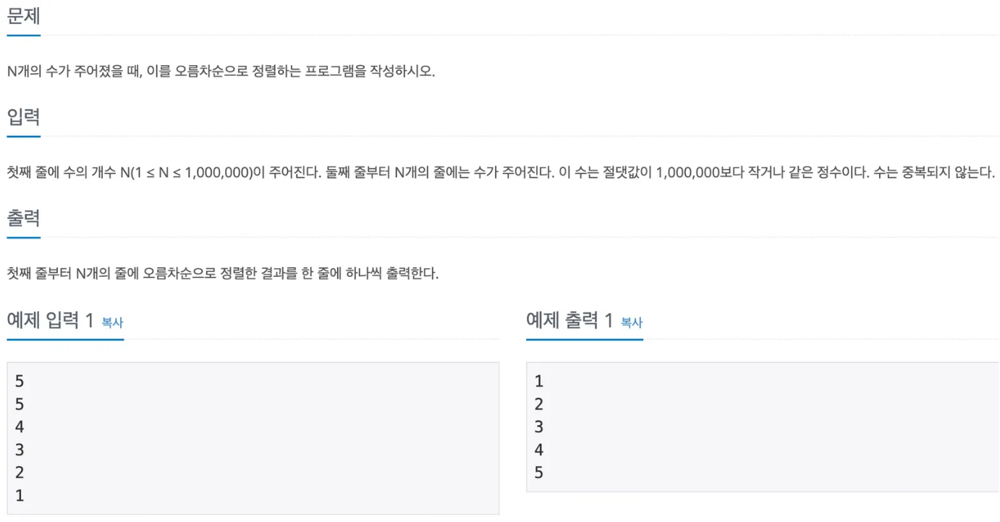 문제
N개의 수가 주어졌을 때, 이를 오름차순으로 정렬하는 프로그램을 작성하시오.
입력
첫째 줄에 수의 개수 N(1 ≤ N ≤ 1,000,000)이 주어진다. 둘째 줄부터 N개의 줄에는 수가 주어진다. 이 수는 절댓값이 1,000,000보다 작거나 같은 정수이다. 수는 중복되지 않는다.
출력
첫째 줄부터 N개의 줄에 오름차순으로 정렬한 결과를 한 줄에 하나씩 출력한다.
예제 입력 1 복사
5
5
4
3
2
1
예제 출력 1 복사
1
2
3
4
5